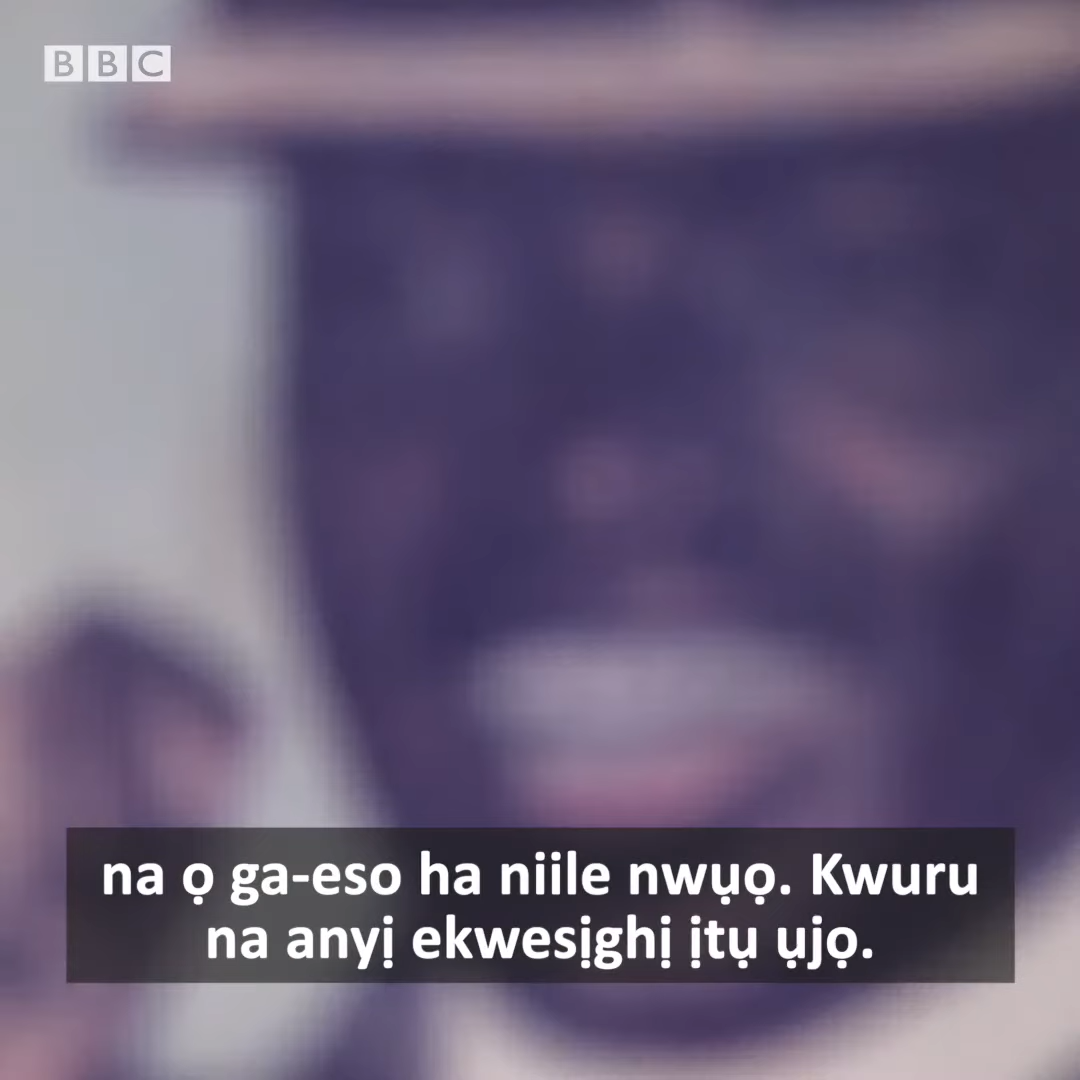 BBC
na ọ ga-eso ha niile nwụọ. Kwuru
na anyị ekwesịghị ịtụ ụjọ.